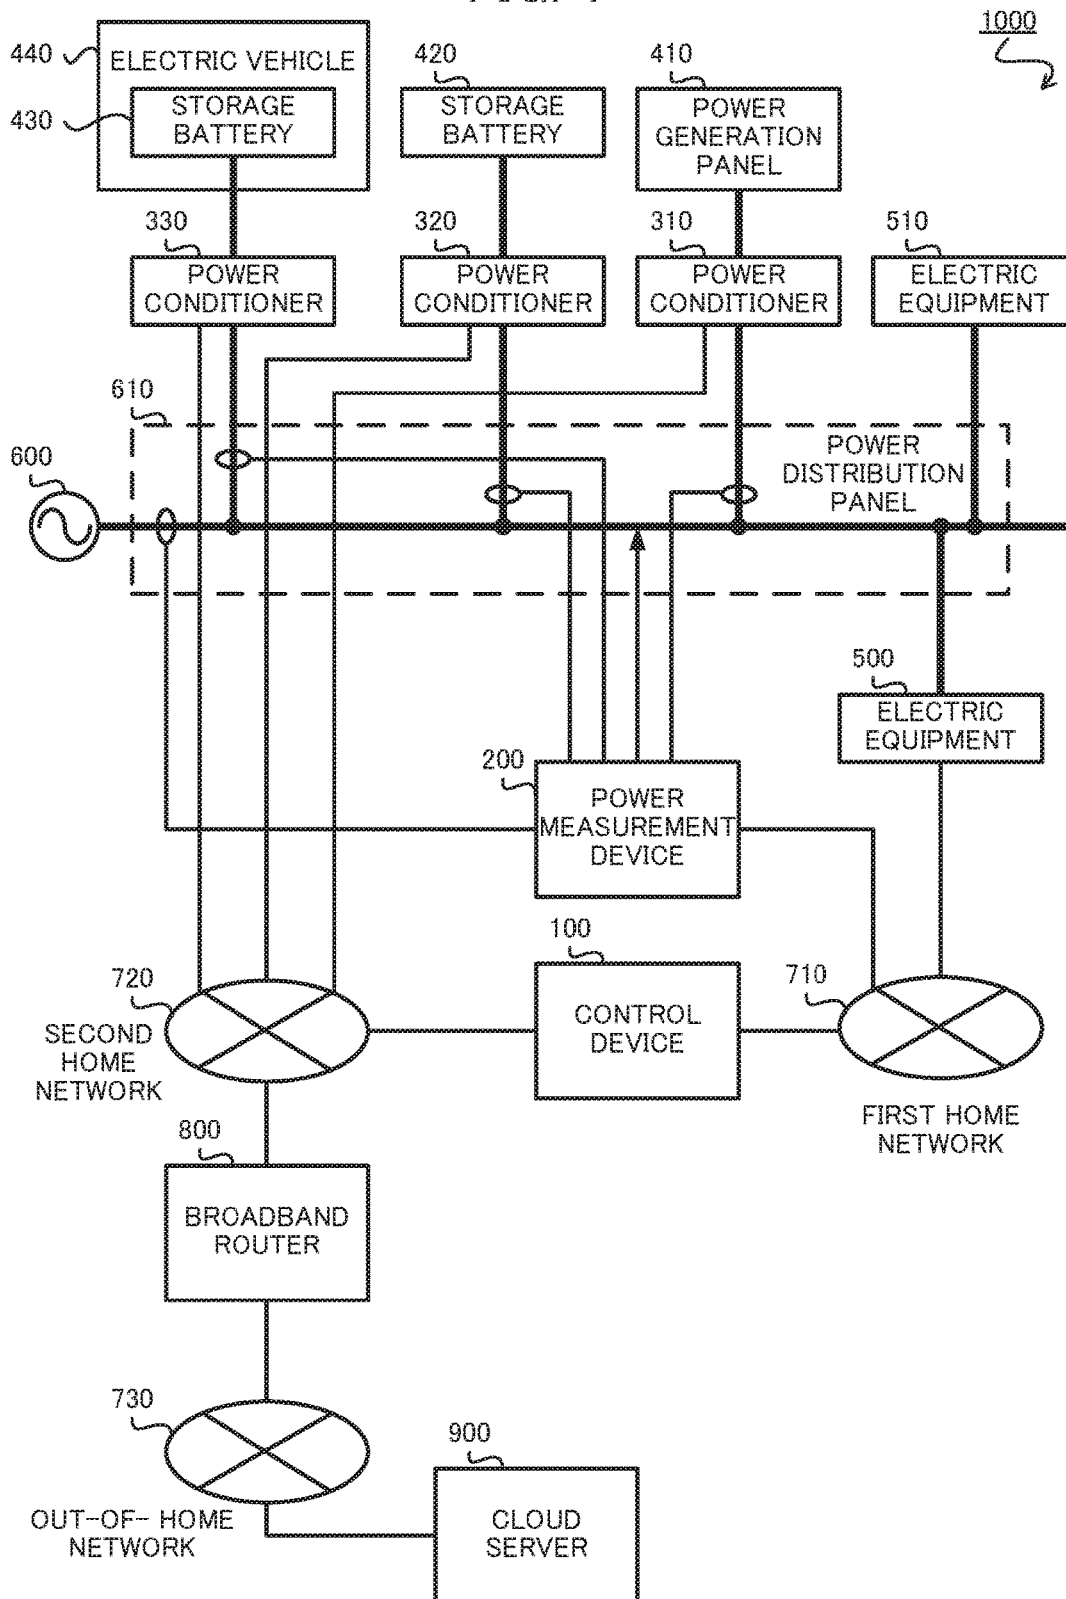 1000
440
ELECTRIC VEHICLE
430
STORAGE
BATTERY
420
STORAGE
BATTERY
410
POWER
GENERATION
PANEL
330
POWER
CONDITIONER
320
POWER
CONDITIONER
310
POWER
CONDITIONER
510
ELECTRIC
EQUIPMENT
610
POWER
DISTRIBUTION
PANEL
600
500
ELECTRIC
EQUIPMENT
200
POWER
MEASUREMENT
DEVICE
100
CONTROL
DEVICE
710
FIRST HOME
NETWORK
720
SECOND
HOME
NETWORK
800
BROADBAND
ROUTER
730
OUT-OF- HOME
NETWORK
900
CLOUD
SERVER